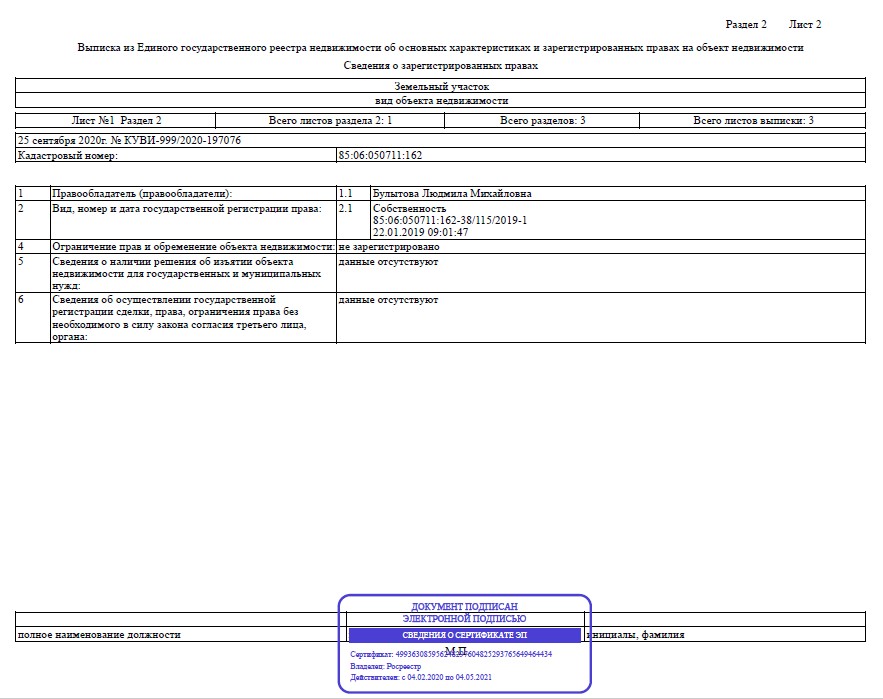 Раздел 2 Лист 2
Выписка из Единого государственного реестра недвижимости об основных характеристиках и зарегистрированных правах на объект недвижимости
Сведения о зарегистрированных правах
Земельный участок
вид объекта недвижимости
Лист №1 Раздел 2 Всего листов раздела 2: 1 Всего разделов: 3 Всего листов выписки: 3
25 сентября 2020г. № КУВИ-999/2020-197076
Кадастровый номер: 85:06:050711:162
1 Правообладатель (правообладатели): 1.1 Булытова Людмила Михайловна
2 Вид, номер и дата государственной регистрации права: 2.1 Собственность
85:06:050711:162-38/115/2019-1
22.01.2019 09:01:47
4 Ограничение прав и обременение объекта недвижимости: не зарегистрировано
5 Сведения о наличии решения об изъятии объекта данные отсутствуют
недвижимости для государственных и муниципальных
нужд:
6 Сведения об осуществлении государственной данные отсутствуют
регистрации сделки, права, ограничения права без
необходимого в силу закона согласия третьего лица,
органа:
ДОКУМЕНТ ПОДПИСАН
ЭЛЕКТРОННОЙ ПОДПИСЬЮ
полное наименование должности СВЕДЕНИЯ О СЕРТИФИКАТЕ ЭП инициалы, фамилия
М.П.
Сертификат:
Владелец: Росреестр
Действителен: с 04.02.2020 по 04.05.2021